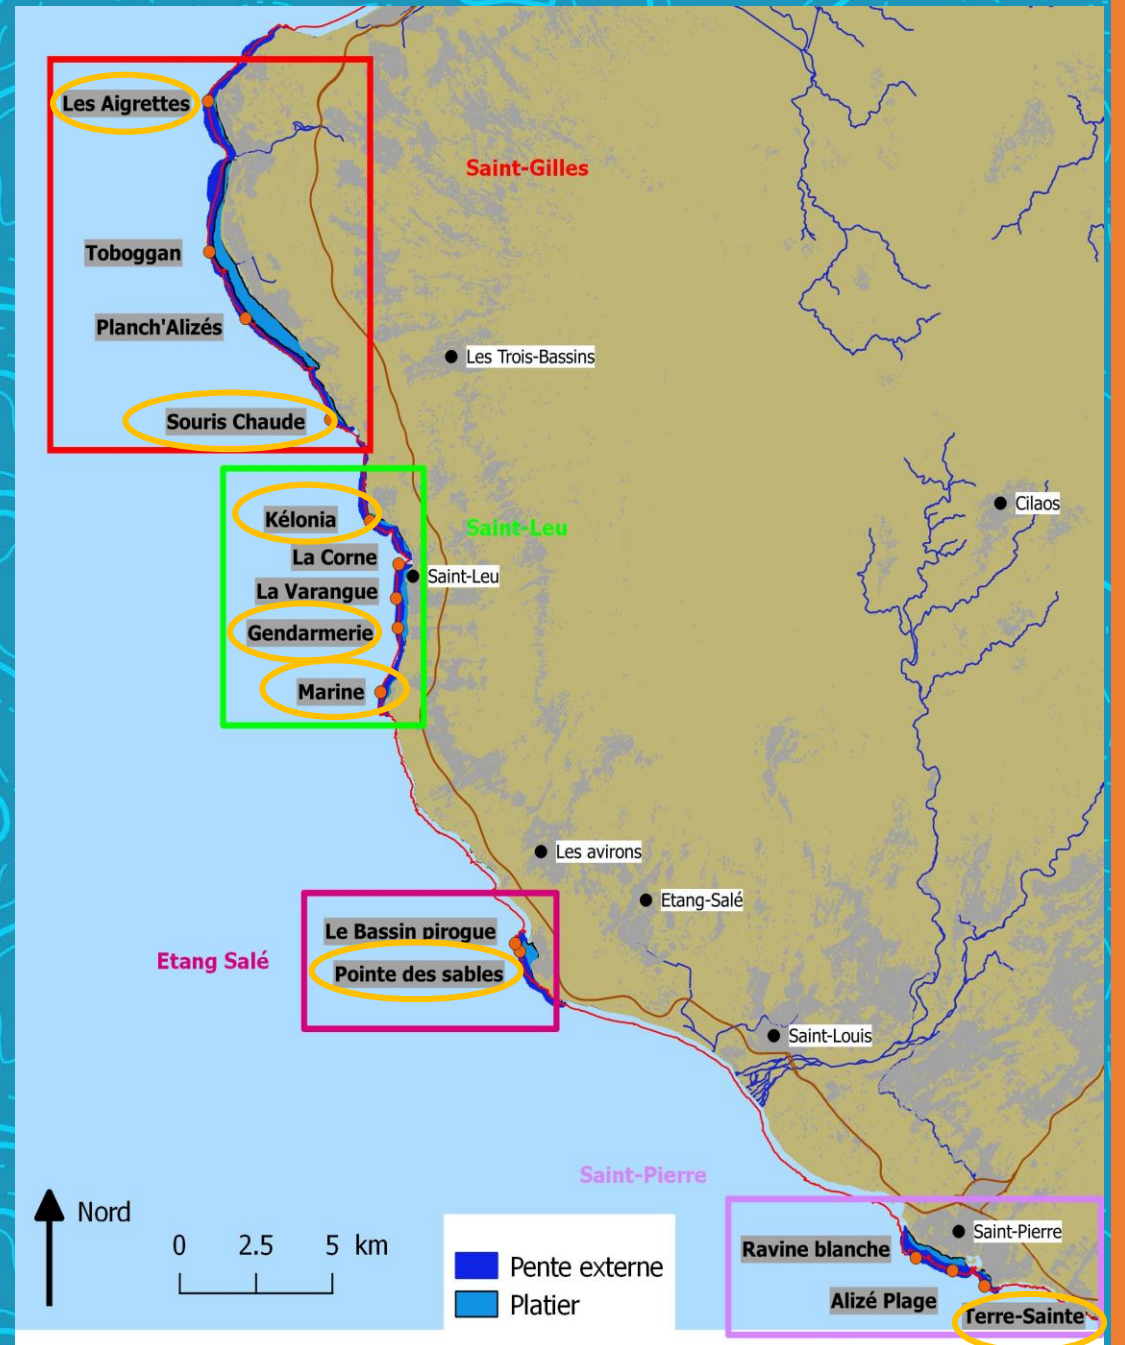 Les Aigrettes
Saint-Gilles
Toboggan
Planch'Alizés
Les Trois-Bassins
Souris Chaude
Cilaos
Kélonia
Saint-Leu
La Corne
Saint-Leu
La Varangue
Gendarmerie
Marine
Les avirons
Etang-Salé
Le Bassin pirogue
Etang Salé
Pointe des sables
Saint-Louis
Saint-Pierre
Nord
Saint-Pierre
Ravine blanche
0 2.5 5 km
Pente externe
Alizé Plage
Platier
Terre-Sainte